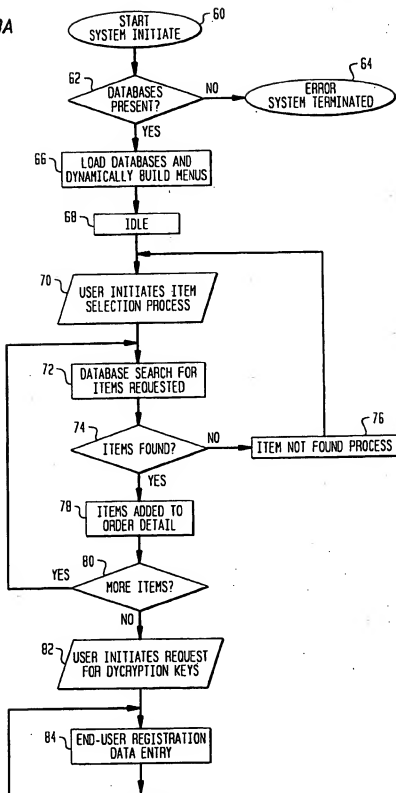 A
60
START
SYSTEM INITIATE
62
DATABASES
PRESENT?
NO
64
ERROR
SYSTEM TERMINATED
YES
66
LOAD DATABASES AND
DYNAMICALLY BUILD MENUS
68
IDLE
70
USER INITIATES ITEM
SELECTION PROCESS
72
DATABASE SEARCH FOR
ITEMS REQUESTED
74
ITEMS FOUND?
NO
76
ITEM NOT FOUND PROCESS
YES
78
ITEMS ADDED TO
ORDER DETAIL
80
YES
MORE ITEMS?
NO
82
USER INITIATES REQUEST
FOR DYCRYPTION KEYS
84
END-USER REGISTRATION
DATA ENTRY